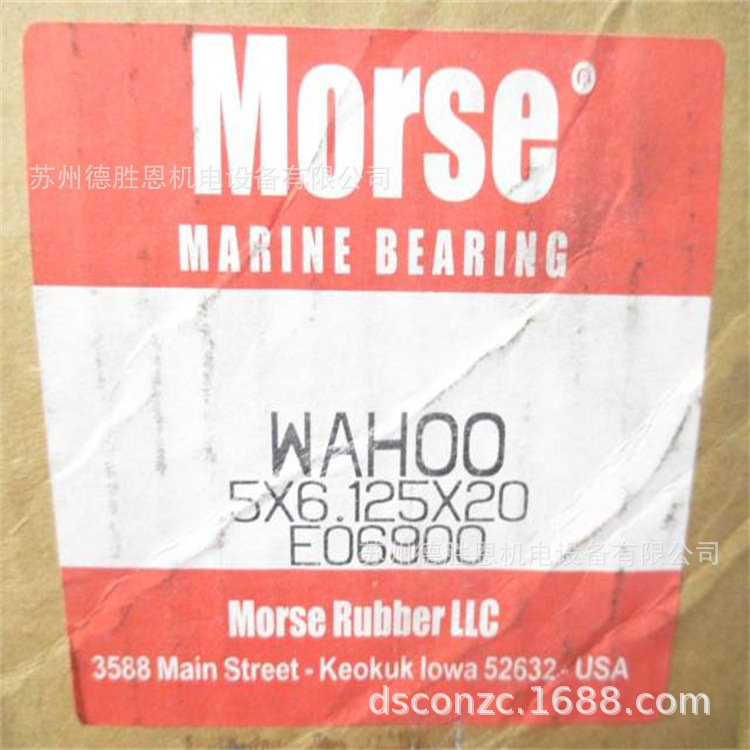 Morse®
苏州德胜恩机电设备有限公司
MARINE BEARING
WAHOO
5X6.125X20
E06900
苏州德胜恩机电设备有限公司
Morse Rubber LLC
3588 Main Street - Keokuk Iowa 52632 - USA
dsconzc.1688.com